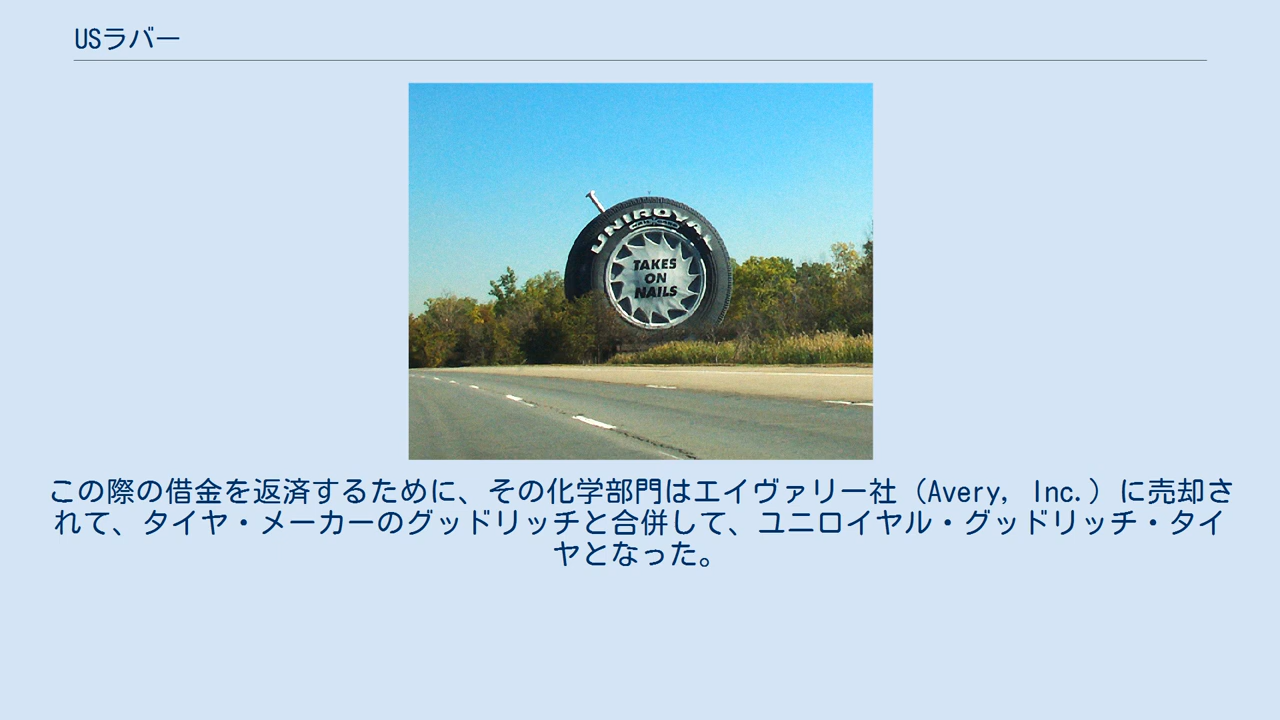 USラバー
UNIROYAL
TAKES
ON
NAILS
この際の借金を返済するために、その化学部門はエイヴァリー社（Avery, Inc.）に売却さ
れて、タイヤ・メーカーのグッドリッチと合併して、ユニロイヤル・グッドリッチ・タイ
ヤとなった。